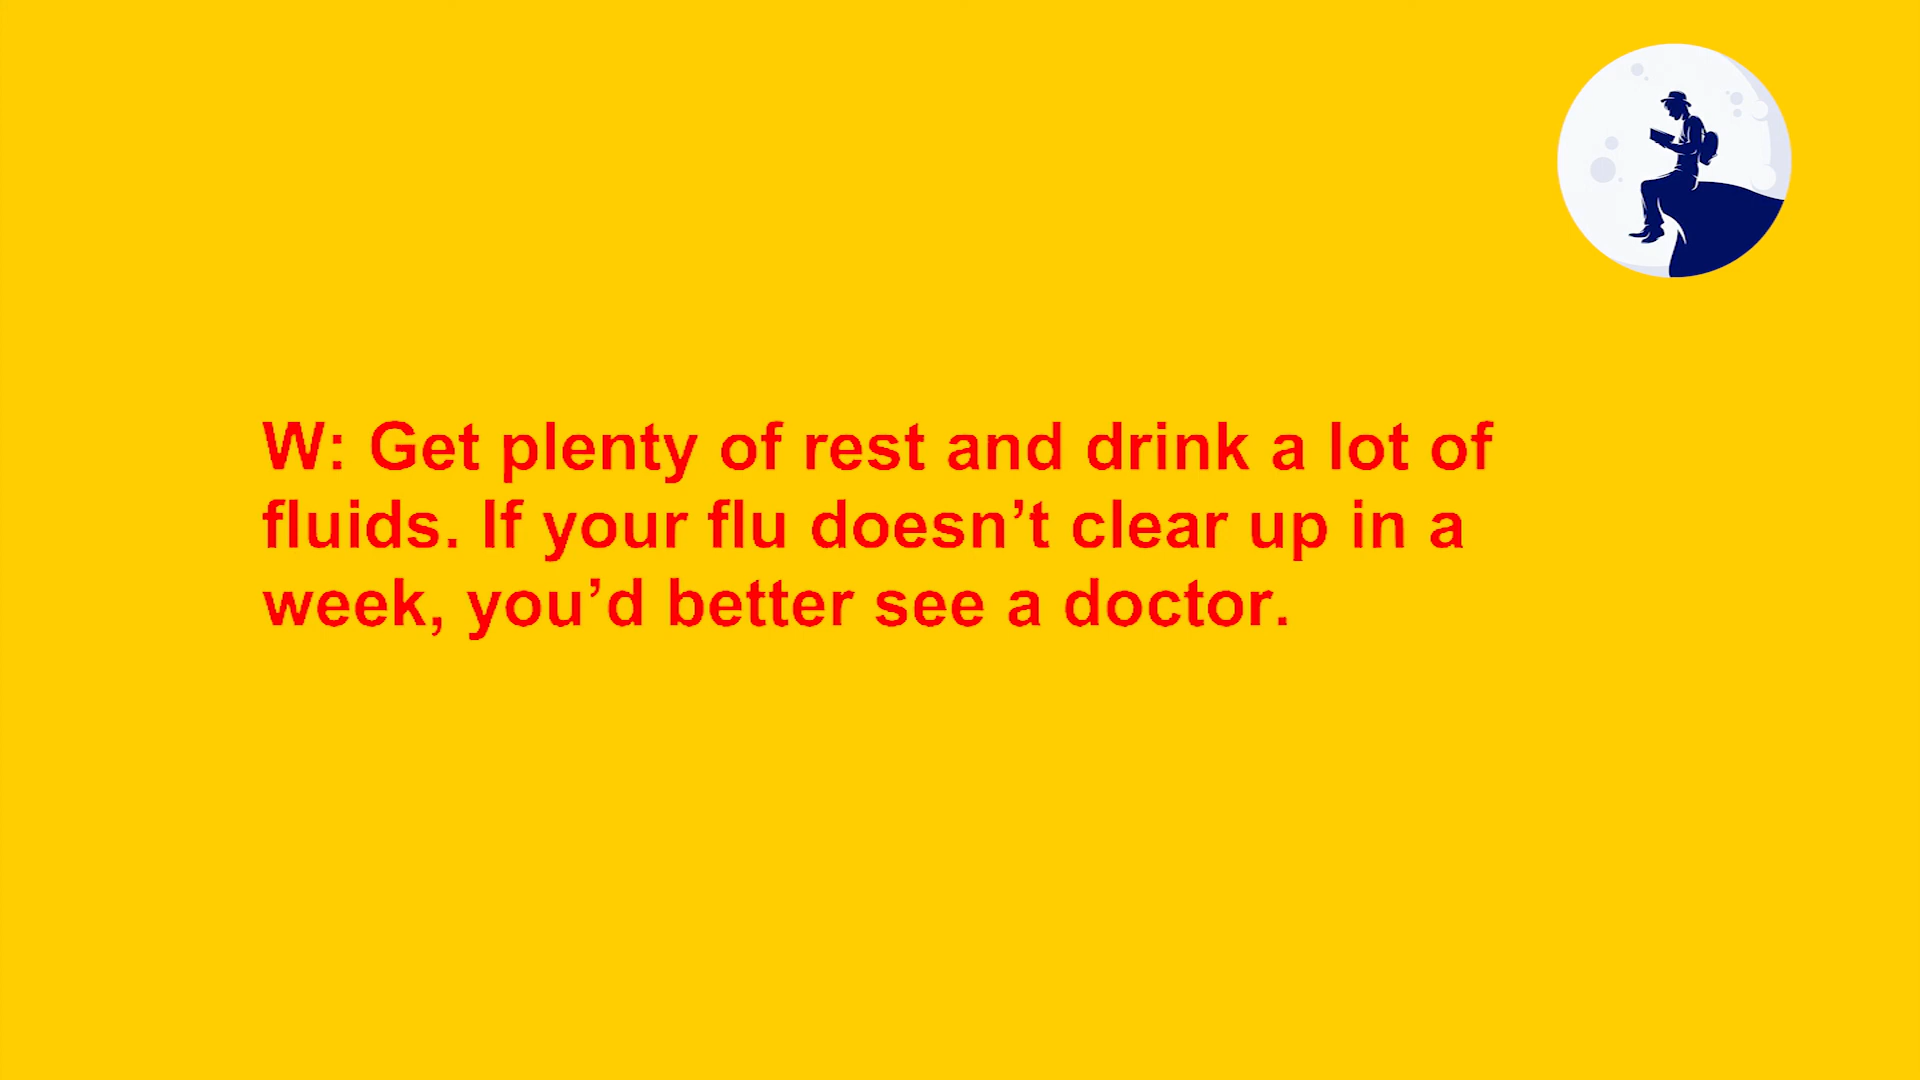 W: Get plenty of rest and drink a lot of
fluids. If your flu doesn’t clear up in a
week, you’d better see a doctor.